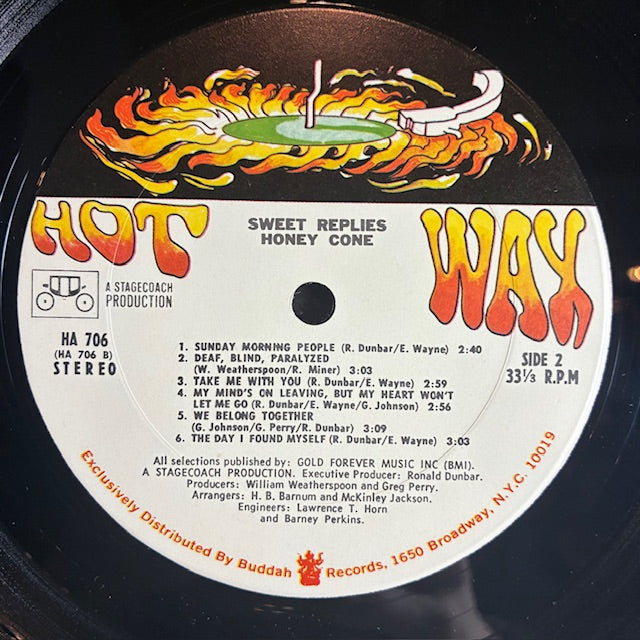 HOT WAX
SWEET REPLIES
HONEY CONE
A STAGECOACH
PRODUCTION
HA 706
(HA 706 B)
STEREO
SIDE 2
33⅓ R.P.M
1. SUNDAY MORNING PEOPLE (R. Dunbar/E. Wayne) 2:40
2. DEAF, BLIND, PARALYZED
(W. Weatherspoon/R. Miner) 3:03
3. TAKE ME WITH YOU (R. Dunbar/E. Wayne) 2:59
4. MY MIND'S ON LEAVING, BUT MY HEART WON'T
LET ME GO (R. Dunbar/E. Wayne/G. Johnson) 2:56
5. WE BELONG TOGETHER
(G. Johnson/G. Perry/R. Dunbar) 3:09
6. THE DAY I FOUND MYSELF (R. Dunbar/E. Wayne) 3:03
All selections published by: GOLD FOREVER MUSIC INC (BMI).
A STAGECOACH PRODUCTION. Executive Producer: Ronald Dunbar.
Producers: William Weatherspoon and Greg Perry.
Arrangers: H. B. Barnum and McKinley Jackson.
Engineers: Lawrence T. Horn
and Barney Perkins.
Exclusively Distributed By Buddah Records, 1650 Broadway, N.Y.C. 10019